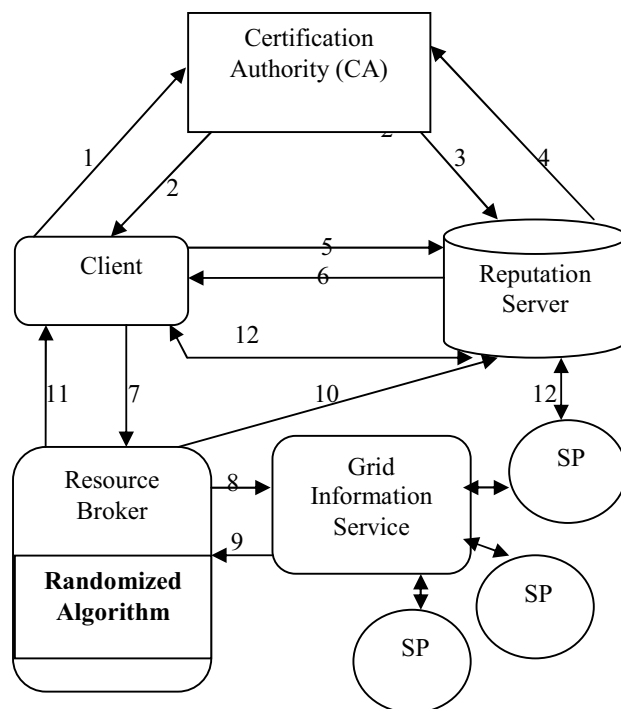 Certification
Authority (CA)
2
1
2
3
4
Client
5
6
Reputation
Server
12
11
7
10
12
Resource
Broker
8
Grid
Information
Service
SP
9
Randomized
Algorithm
SP
SP